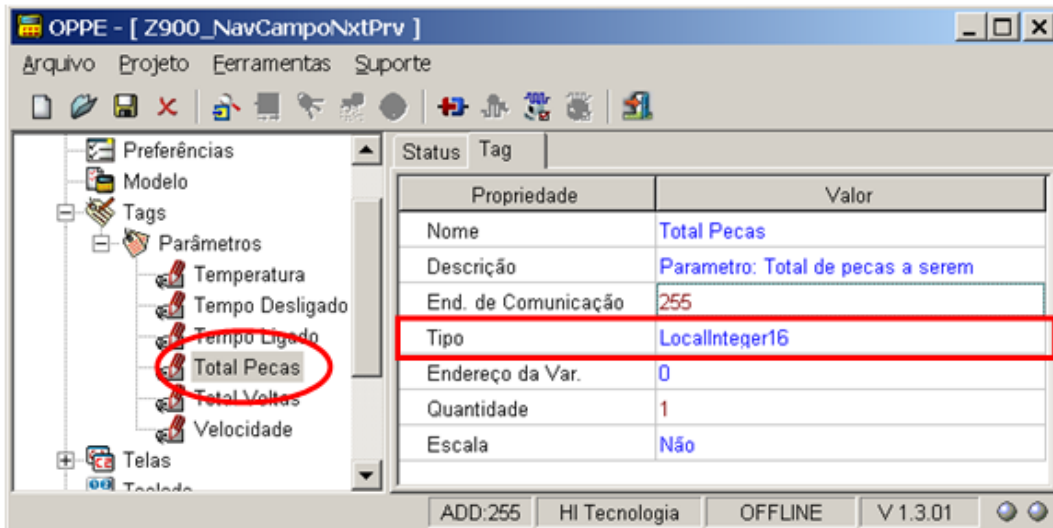 OPPE - [ Z900_NavCampoNxtPrv ]
Arquivo Projeto Ferramentas Suporte
Preferências
Modelo
Tags
Parâmetros
Temperatura
Tempo Desligado
Tempo Ligado
Total Pecas
Total Voltas
Velocidade
Telas
Teclado
Status Tag
Propriedade Valor
Nome Total Pecas
Descrição Parametro: Total de pecas a serem
End. de Comunicação 255
Tipo LocalInteger16
Endereço da Var. 0
Quantidade 1
Escala Não
ADD:255 HI Tecnologia OFFLINE V 1.3.01